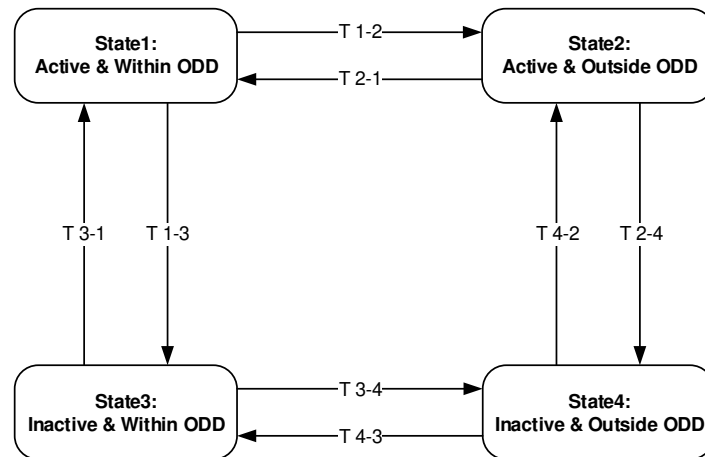 State1:
Active & Within ODD
T 1-2
T 2-1
State2:
Active & Outside ODD
T 3-1
T 1-3
T 4-2
T 2-4
State3:
Inactive & Within ODD
T 3-4
T 4-3
State4:
Inactive & Outside ODD